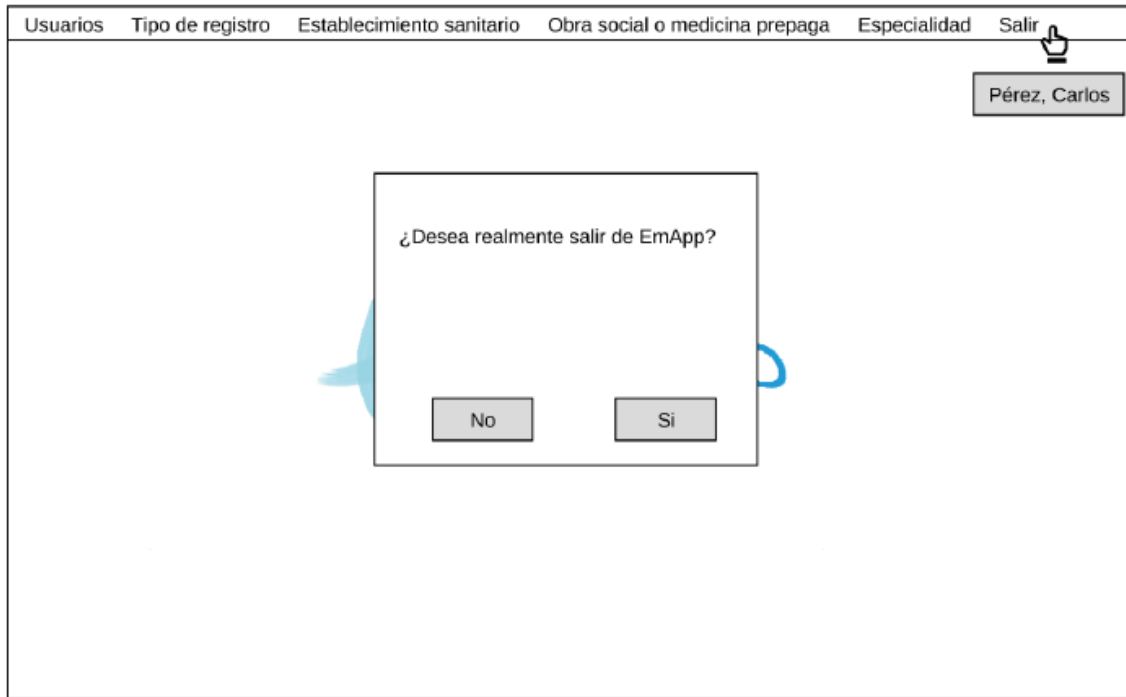 Usuarios Tipo de registro Establecimiento sanitario Obra social o medicina prepaga Especialidad Salir
Pérez, Carlos
¿Desea realmente salir de EmApp?
No Si